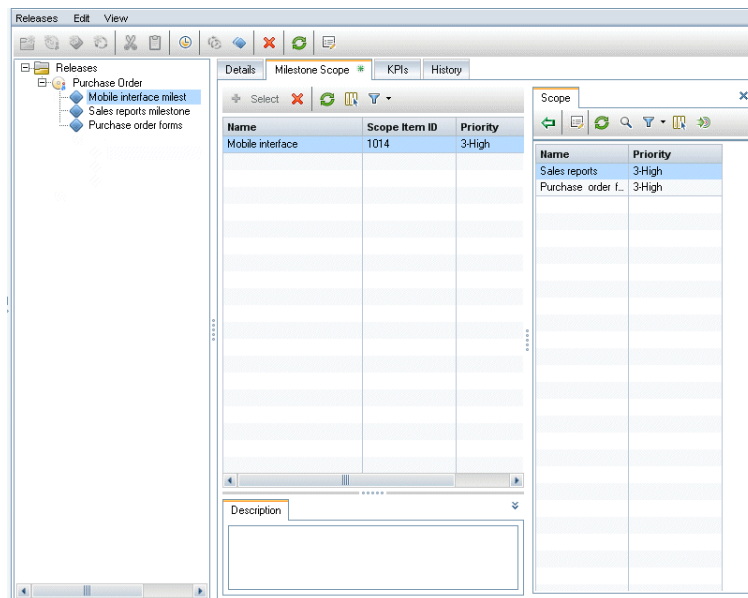 Releases Edit View
Releases
Purchase Order
Mobile interface milest
Sales reports milestone
Purchase order forms
Details Milestone Scope * KPIs History
Select
Name Scope Item ID Priority
Mobile interface 1014 3-High
Description
Scope
Name Priority
Sales reports 3-High
Purchase order f... 3-High